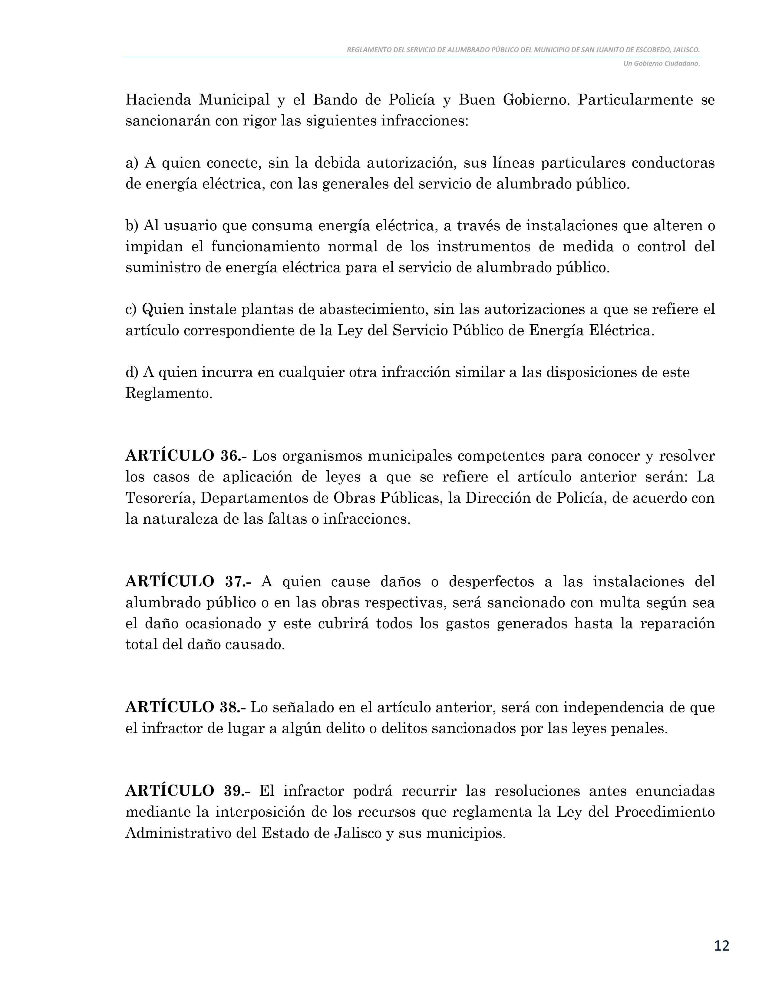 REGLAMENTO DEL SERVICIO DE ALUMBRADO PÚBLICO DEL MUNICIPIO DE SAN JUANITO DE ESCOBEDO, JALISCO.
Un Gobierno Ciudadano.
Hacienda Municipal y el Bando de Policía y Buen Gobierno. Particularmente se
sancionarán con rigor las siguientes infracciones:
a) A quien conecte, sin la debida autorización, sus líneas particulares conductoras
de energía eléctrica, con las generales del servicio de alumbrado público.
b) Al usuario que consuma energía eléctrica, a través de instalaciones que alteren o
impidan el funcionamiento normal de los instrumentos de medida o control del
suministro de energía eléctrica para el servicio de alumbrado público.
c) Quien instale plantas de abastecimiento, sin las autorizaciones a que se refiere el
artículo correspondiente de la Ley del Servicio Público de Energía Eléctrica.
d) A quien incurra en cualquier otra infracción similar a las disposiciones de este
Reglamento.
ARTÍCULO 36.- Los organismos municipales competentes para conocer y resolver
los casos de aplicación de leyes a que se refiere el artículo anterior serán: La
Tesorería, Departamentos de Obras Públicas, la Dirección de Policía, de acuerdo con
la naturaleza de las faltas o infracciones.
ARTÍCULO 37.- A quien cause daños o desperfectos a las instalaciones del
alumbrado público o en las obras respectivas, será sancionado con multa según sea
el daño ocasionado y este cubrirá todos los gastos generados hasta la reparación
total del daño causado.
ARTÍCULO 38.- Lo señalado en el artículo anterior, será con independencia de que
el infractor de lugar a algún delito o delitos sancionados por las leyes penales.
ARTÍCULO 39.- El infractor podrá recurrir las resoluciones antes enunciadas
mediante la interposición de los recursos que reglamenta la Ley del Procedimiento
Administrativo del Estado de Jalisco y sus municipios.
12